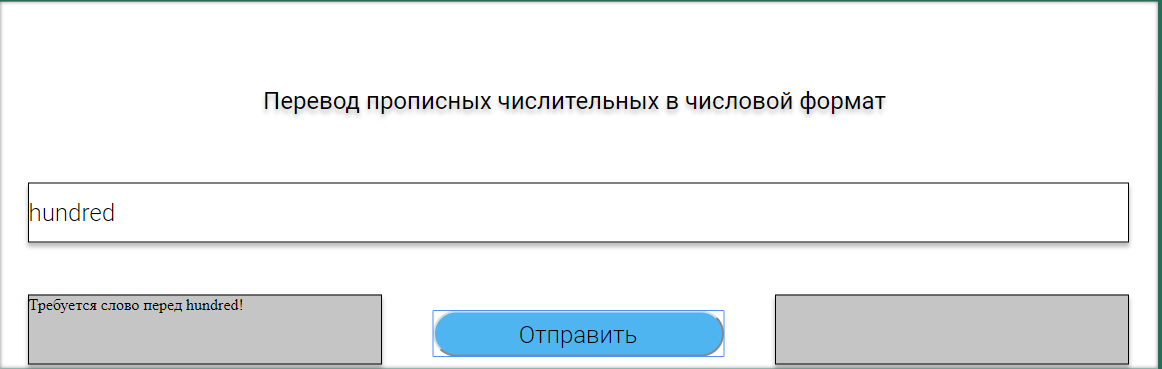 Перевод прописных числительных в числовой формат
hundred
Требуется слово перед hundred!
Отправить